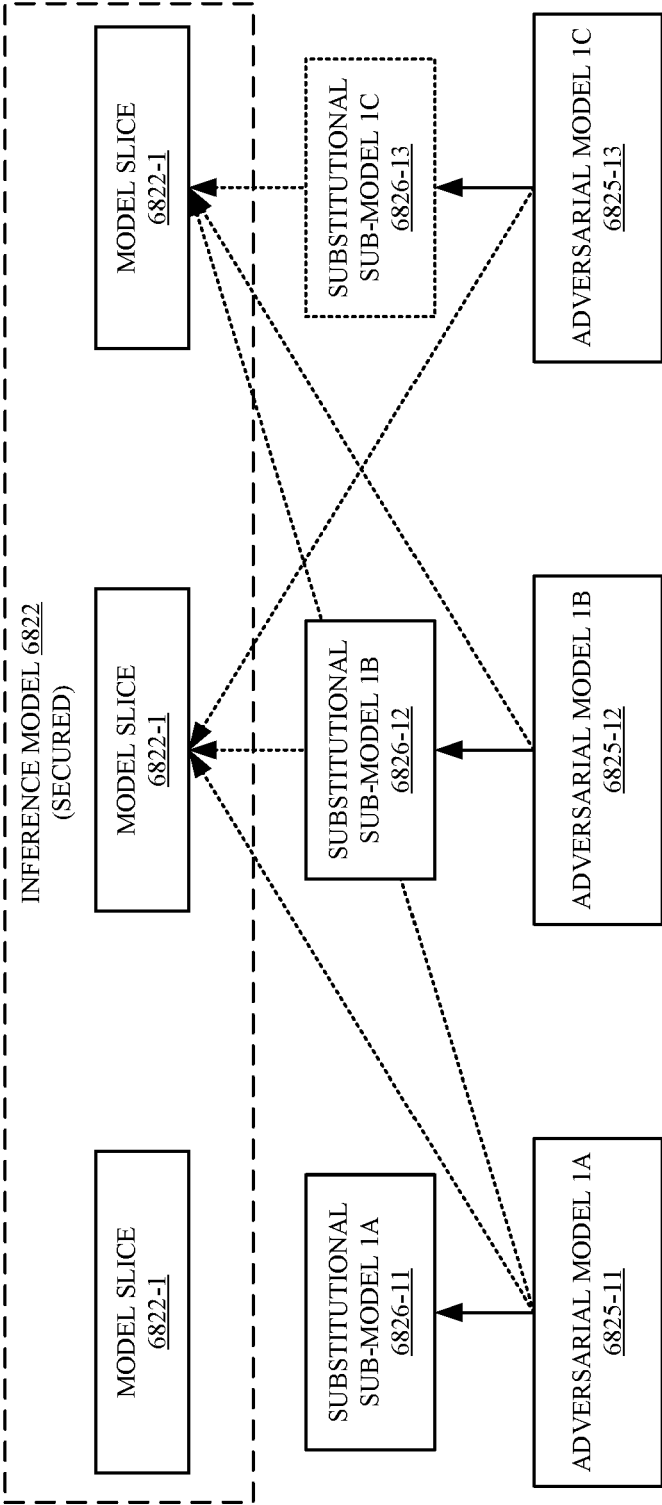 INFERENCE MODEL 6822
(SECURED)
MODEL SLICE
6822-1
MODEL SLICE
6822-1
MODEL SLICE
6822-1
SUBSTITUTIONAL
SUB-MODEL 1A
6826-11
SUBSTITUTIONAL
SUB-MODEL 1B
6826-12
SUBSTITUTIONAL
SUB-MODEL 1C
6826-13
ADVERSARIAL MODEL 1A
6825-11
ADVERSARIAL MODEL 1B
6825-12
ADVERSARIAL MODEL 1C
6825-13